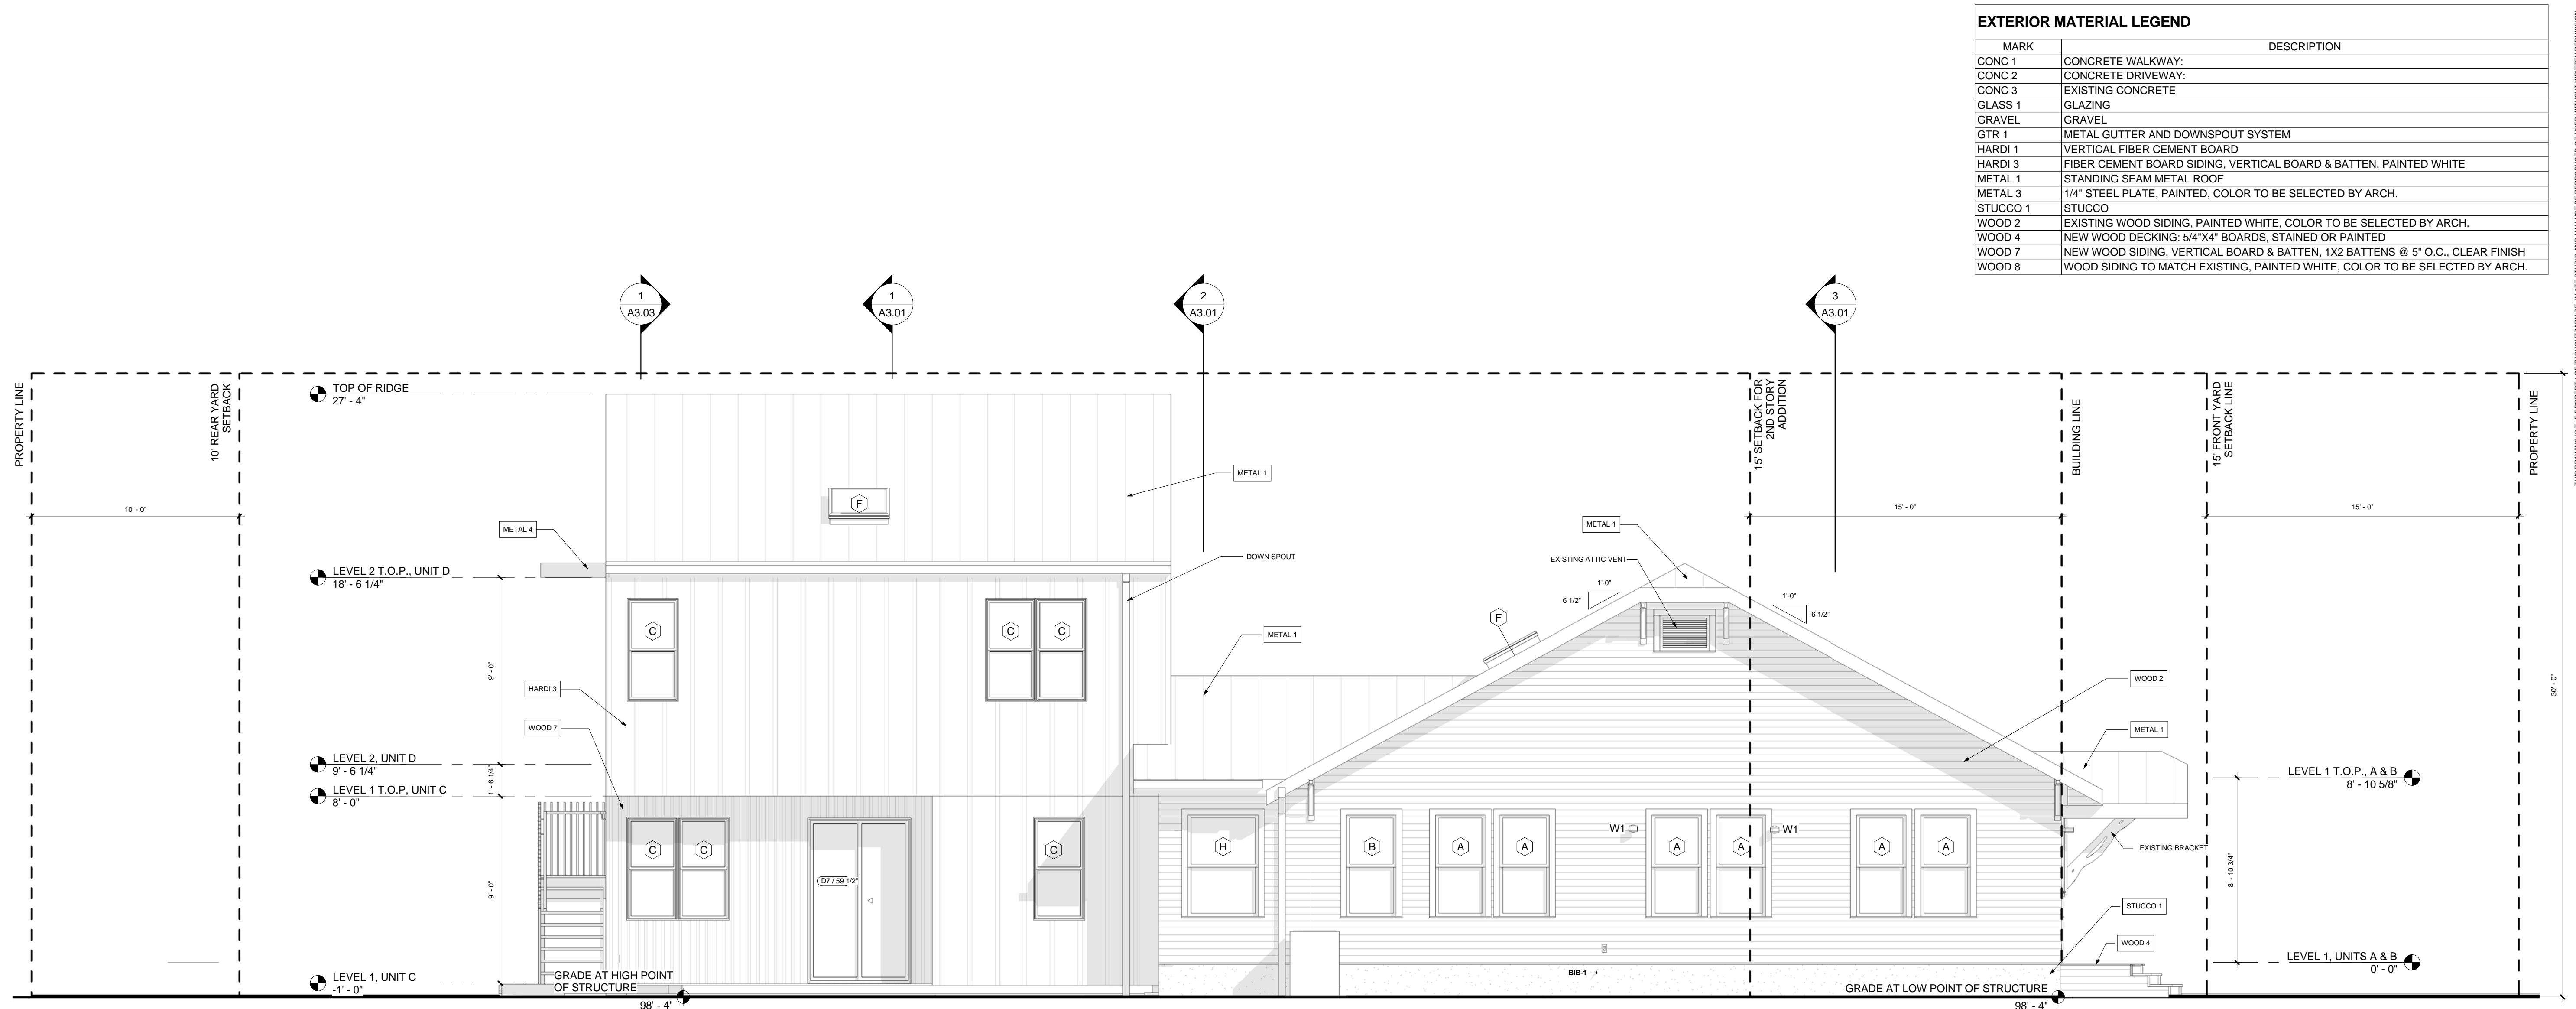 EXTERIOR MATERIAL LEGEND
MARK DESCRIPTION
CONC 1 CONCRETE WALKWAY:
CONC 2 CONCRETE DRIVEWAY:
CONC 3 EXISTING CONCRETE
GLASS 1 GLAZING
GRAVEL GRAVEL
GTR 1 METAL GUTTER AND DOWNSPOUT SYSTEM
HARDI 1 VERTICAL FIBER CEMENT BOARD
HARDI 3 FIBER CEMENT BOARD SIDING, VERTICAL BOARD & BATTEN, PAINTED WHITE
METAL 1 STANDING SEAM METAL ROOF
METAL 3 1/4" STEEL PLATE, PAINTED, COLOR TO BE SELECTED BY ARCH.
STUCCO 1 STUCCO
WOOD 2 EXISTING WOOD SIDING, PAINTED WHITE, COLOR TO BE SELECTED BY ARCH.
WOOD 4 NEW WOOD DECKING: 5/4"X4" BOARDS, STAINED OR PAINTED
WOOD 7 NEW WOOD SIDING, VERTICAL BOARD & BATTEN, 1X2 BATTENS @ 5" O.C., CLEAR FINISH
WOOD 8 WOOD SIDING TO MATCH EXISTING, PAINTED WHITE, COLOR TO BE SELECTED BY ARCH.
1
A3.03
1
A3.01
2
A3.01
3
A3.01
PROPERTY LINE
10' REAR YARD
SETBACK
TOP OF RIDGE
27' - 4"
15' SETBACK FOR
2ND STORY
ADDITION
BUILDING LINE
15' FRONT YARD
SETBACK LINE
PROPERTY LINE
10' - 0"
15' - 0"
15' - 0"
30' - 0"
METAL 1
F
METAL 4
METAL 1
EXISTING ATTIC VENT
DOWN SPOUT
LEVEL 2 T.O.P., UNIT D
18' - 6 1/4"
1'-0"
6 1/2"
1'-0"
6 1/2"
F
C
C
C
METAL 1
9' - 0"
HARDI 3
WOOD 7
WOOD 2
METAL 1
LEVEL 2, UNIT D
9' - 6 1/4"
1' - 6 1/4"
LEVEL 1 T.O.P, UNIT C
8' - 0"
LEVEL 1 T.O.P., A & B
8' - 10 5/8"
W1
W1
C
C
C
H
B
A
A
A
A
A
A
EXISTING BRACKET
D7 / 59 1/2"
9' - 0"
8' - 10 3/4"
STUCCO 1
WOOD 4
BIB-1
LEVEL 1, UNITS A & B
0' - 0"
LEVEL 1, UNIT C
-1' - 0"
GRADE AT HIGH POINT
OF STRUCTURE
98' - 4"
GRADE AT LOW POINT OF STRUCTURE
98' - 4"